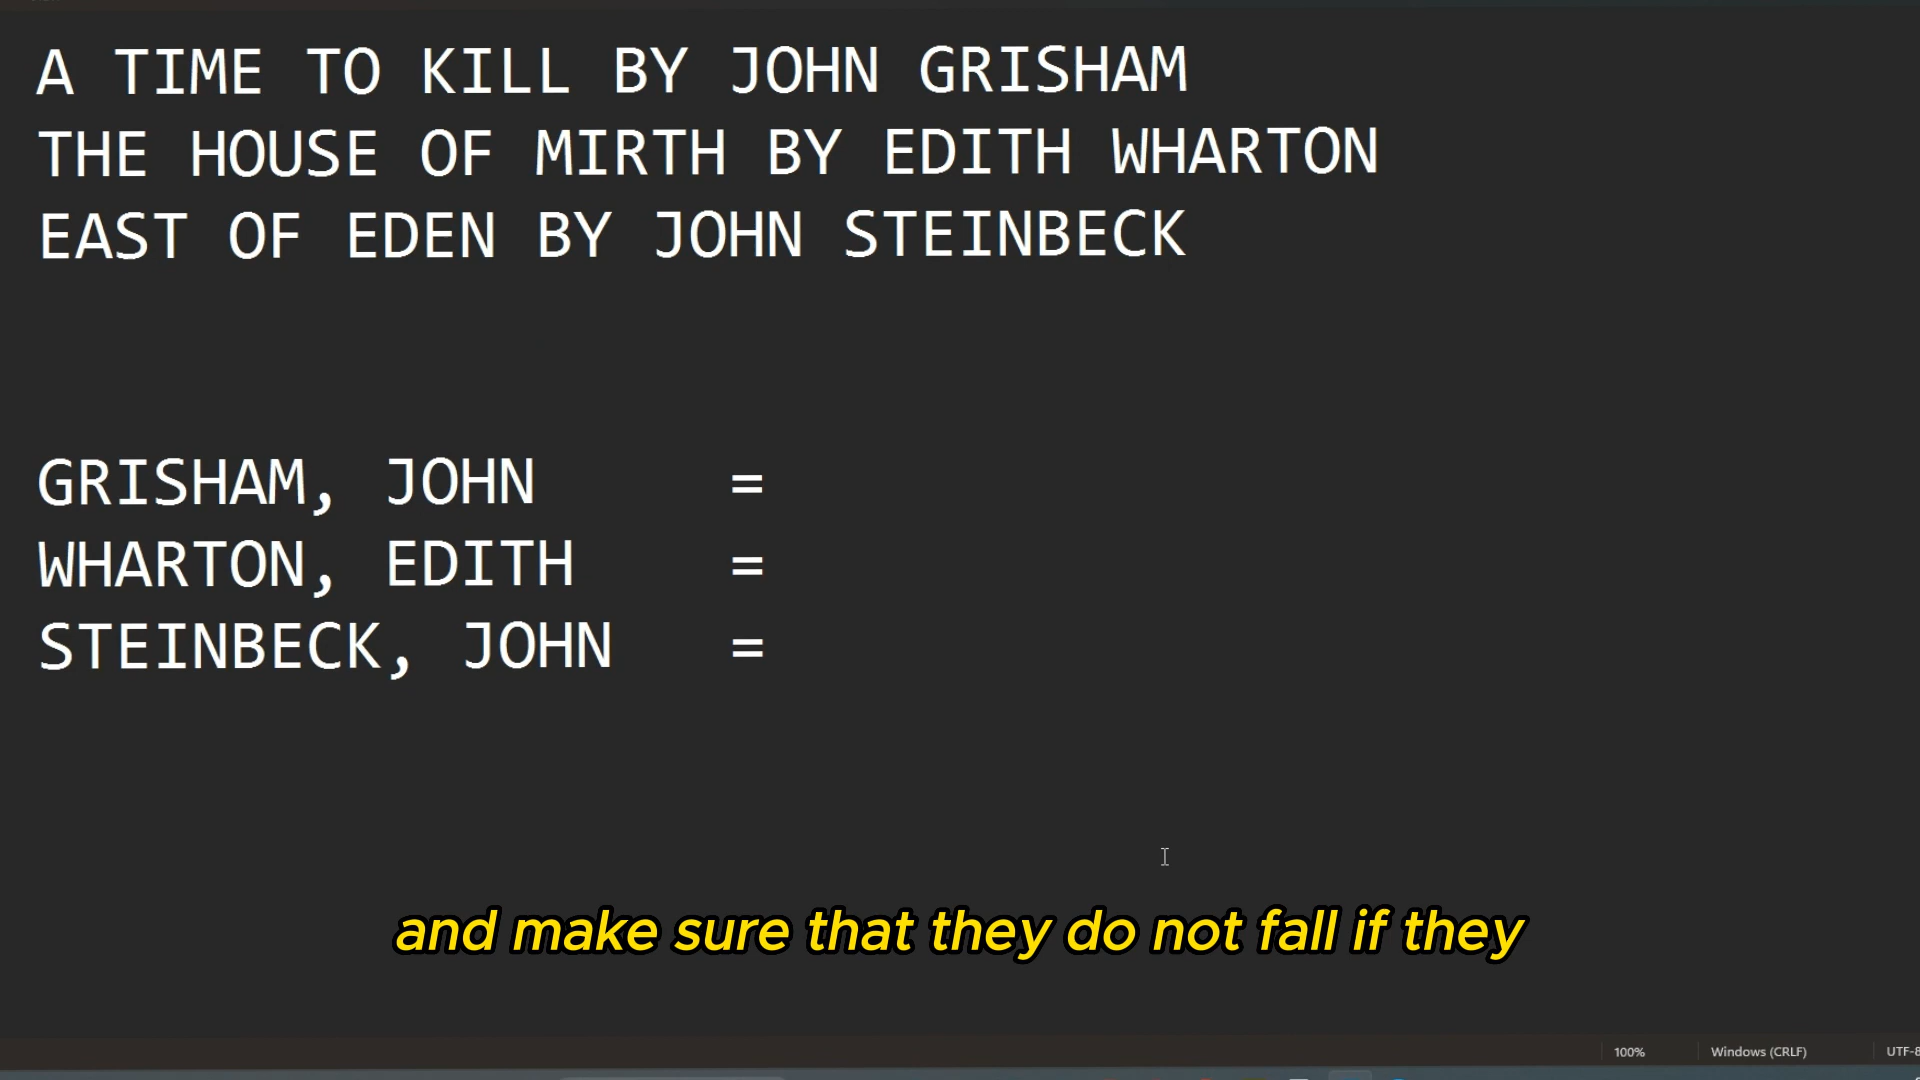 A TIME TO KILL BY JOHN GRISHAM
THE HOUSE OF MIRTH BY EDITH WHARTON
EAST OF EDEN BY JOHN STEINBECK
GRISHAM, JOHN =
WHARTON, EDITH =
STEINBECK, JOHN =
and make sure that they do not fall if they
100% Windows (CRLF) UTF-8